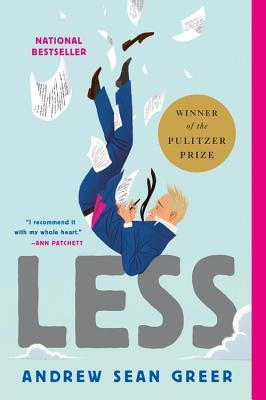 NATIONAL
BESTSELLER
WINNER
of the
PULITZER
PRIZE
"I recommend it
with my whole heart."
–ANN PATCHETT
LESS
ANDREW SEAN GREER